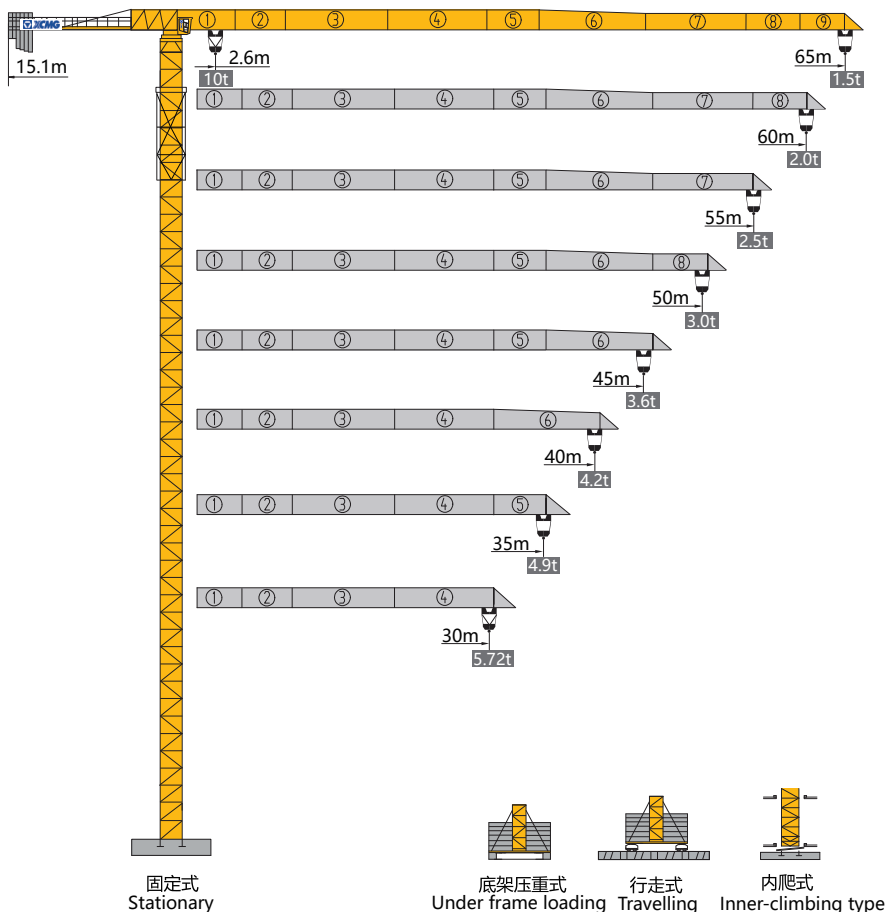 ① ② ③ ④ ⑤ ⑥ ⑦ ⑧ ⑨
XCMG
15.1m 2.6m 65m
10t 1.5t
① ② ③ ④ ⑤ ⑥ ⑦ ⑧
60m
2.0t
① ② ③ ④ ⑤ ⑥ ⑦
55m
2.5t
① ② ③ ④ ⑤ ⑥ ⑧
50m
3.0t
① ② ③ ④ ⑤ ⑥
45m
3.6t
① ② ③ ④ ⑥
40m
4.2t
① ② ③ ④ ⑤
35m
4.9t
① ② ③ ④
30m
5.72t
固定式 底架压重式 行走式 内爬式
Stationary Under frame loading Travelling Inner-climbing type